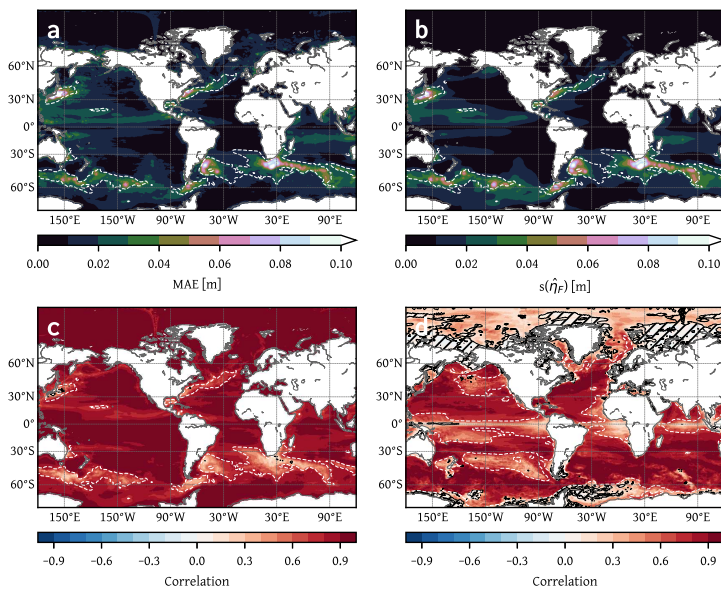 a
b
60°N
30°N
0°
30°S
60°S
150°E
150°W
90°W
30°W
30°E
90°E
60°N
30°N
0°
30°S
60°S
150°E
150°W
90°W
30°W
30°E
90°E
0.00
0.02
0.04
0.06
0.08
0.10
MAE [m]
0.00
0.02
0.04
0.06
0.08
0.10
s(η̂_F) [m]
c
d
60°N
30°N
0°
30°S
60°S
150°E
150°W
90°W
30°W
30°E
90°E
60°N
30°N
0°
30°S
60°S
150°E
150°W
90°W
30°W
30°E
90°E
−0.9
−0.6
−0.3
0.0
0.3
0.6
0.9
Correlation
−0.9
−0.6
−0.3
0.0
0.3
0.6
0.9
Correlation